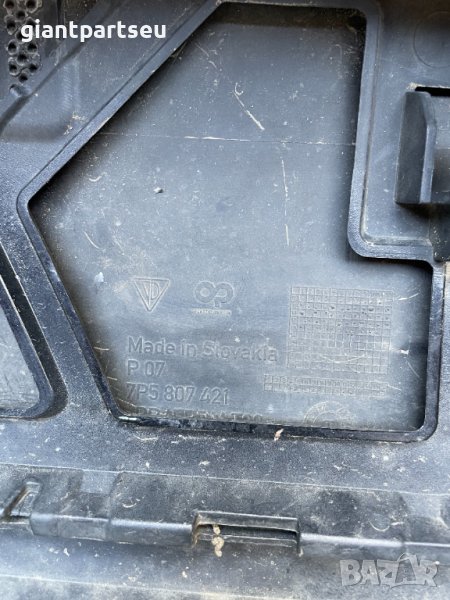 giantpartseu
Made in Slovakia
P 07
7P5 807 421
BAZAR